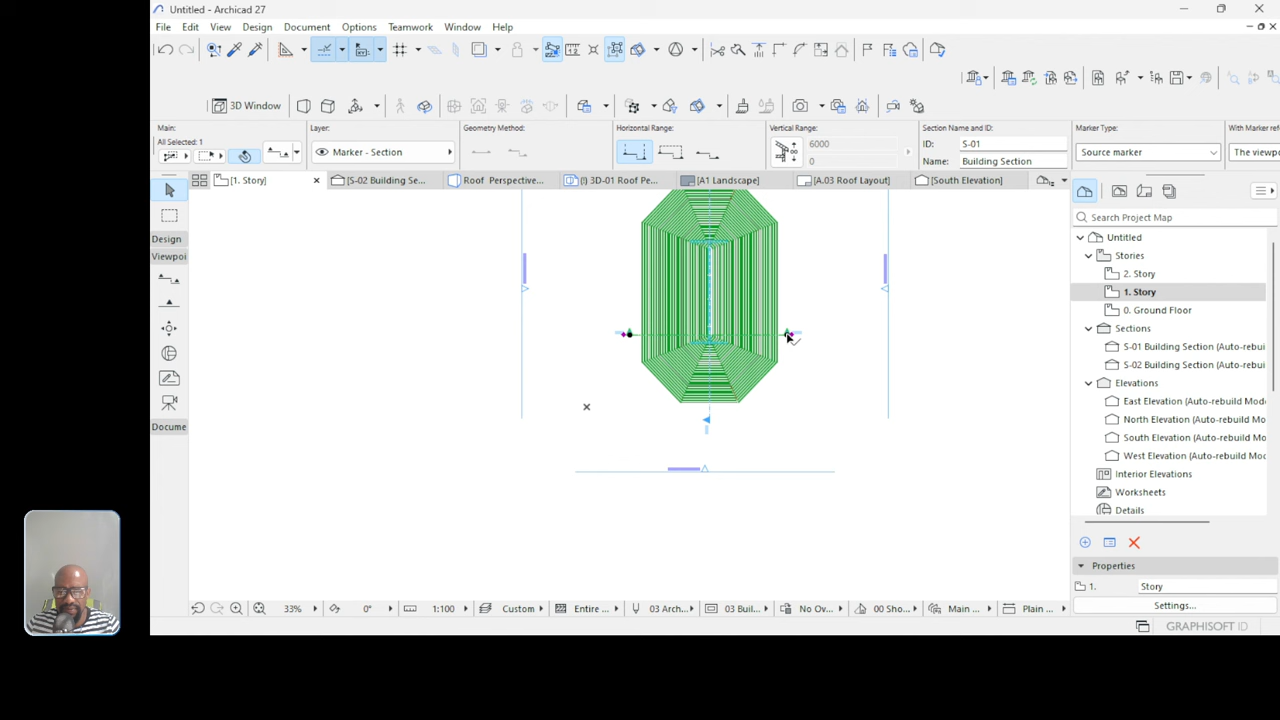 Untitled - Archicad 27
File Edit View Design Document Options Teamwork Window Help
3D Window
Main: Layer: Geometry Method: Horizontal Range: Vertical Range: Section Name and ID: Marker Type: With Marker ref
All Selected: 1
Marker - Section
6000
0
ID: S-01
Name: Building Section
Source marker
The viewpo
[1. Story]
[S-02 Building Se...
Roof Perspective...
(!) 3D-01 Roof Pe...
[A1 Landscape]
[A.03 Roof Layout]
[South Elevation]
Design
Viewpoi
Docume
Search Project Map
Untitled
Stories
2. Story
1. Story
0. Ground Floor
Sections
S-01 Building Section (Auto-rebui
S-02 Building Section (Auto-rebui
Elevations
East Elevation (Auto-rebuild Mode
North Elevation (Auto-rebuild Mo
South Elevation (Auto-rebuild Mo
West Elevation (Auto-rebuild Mo
Interior Elevations
Worksheets
Details
Properties
1. Story
Settings...
33% 0° 1:100 Custom Entire ... 03 Arch... 03 Buil... No Ov... 00 Sho... Main ... Plain ...
GRAPHISOFT ID